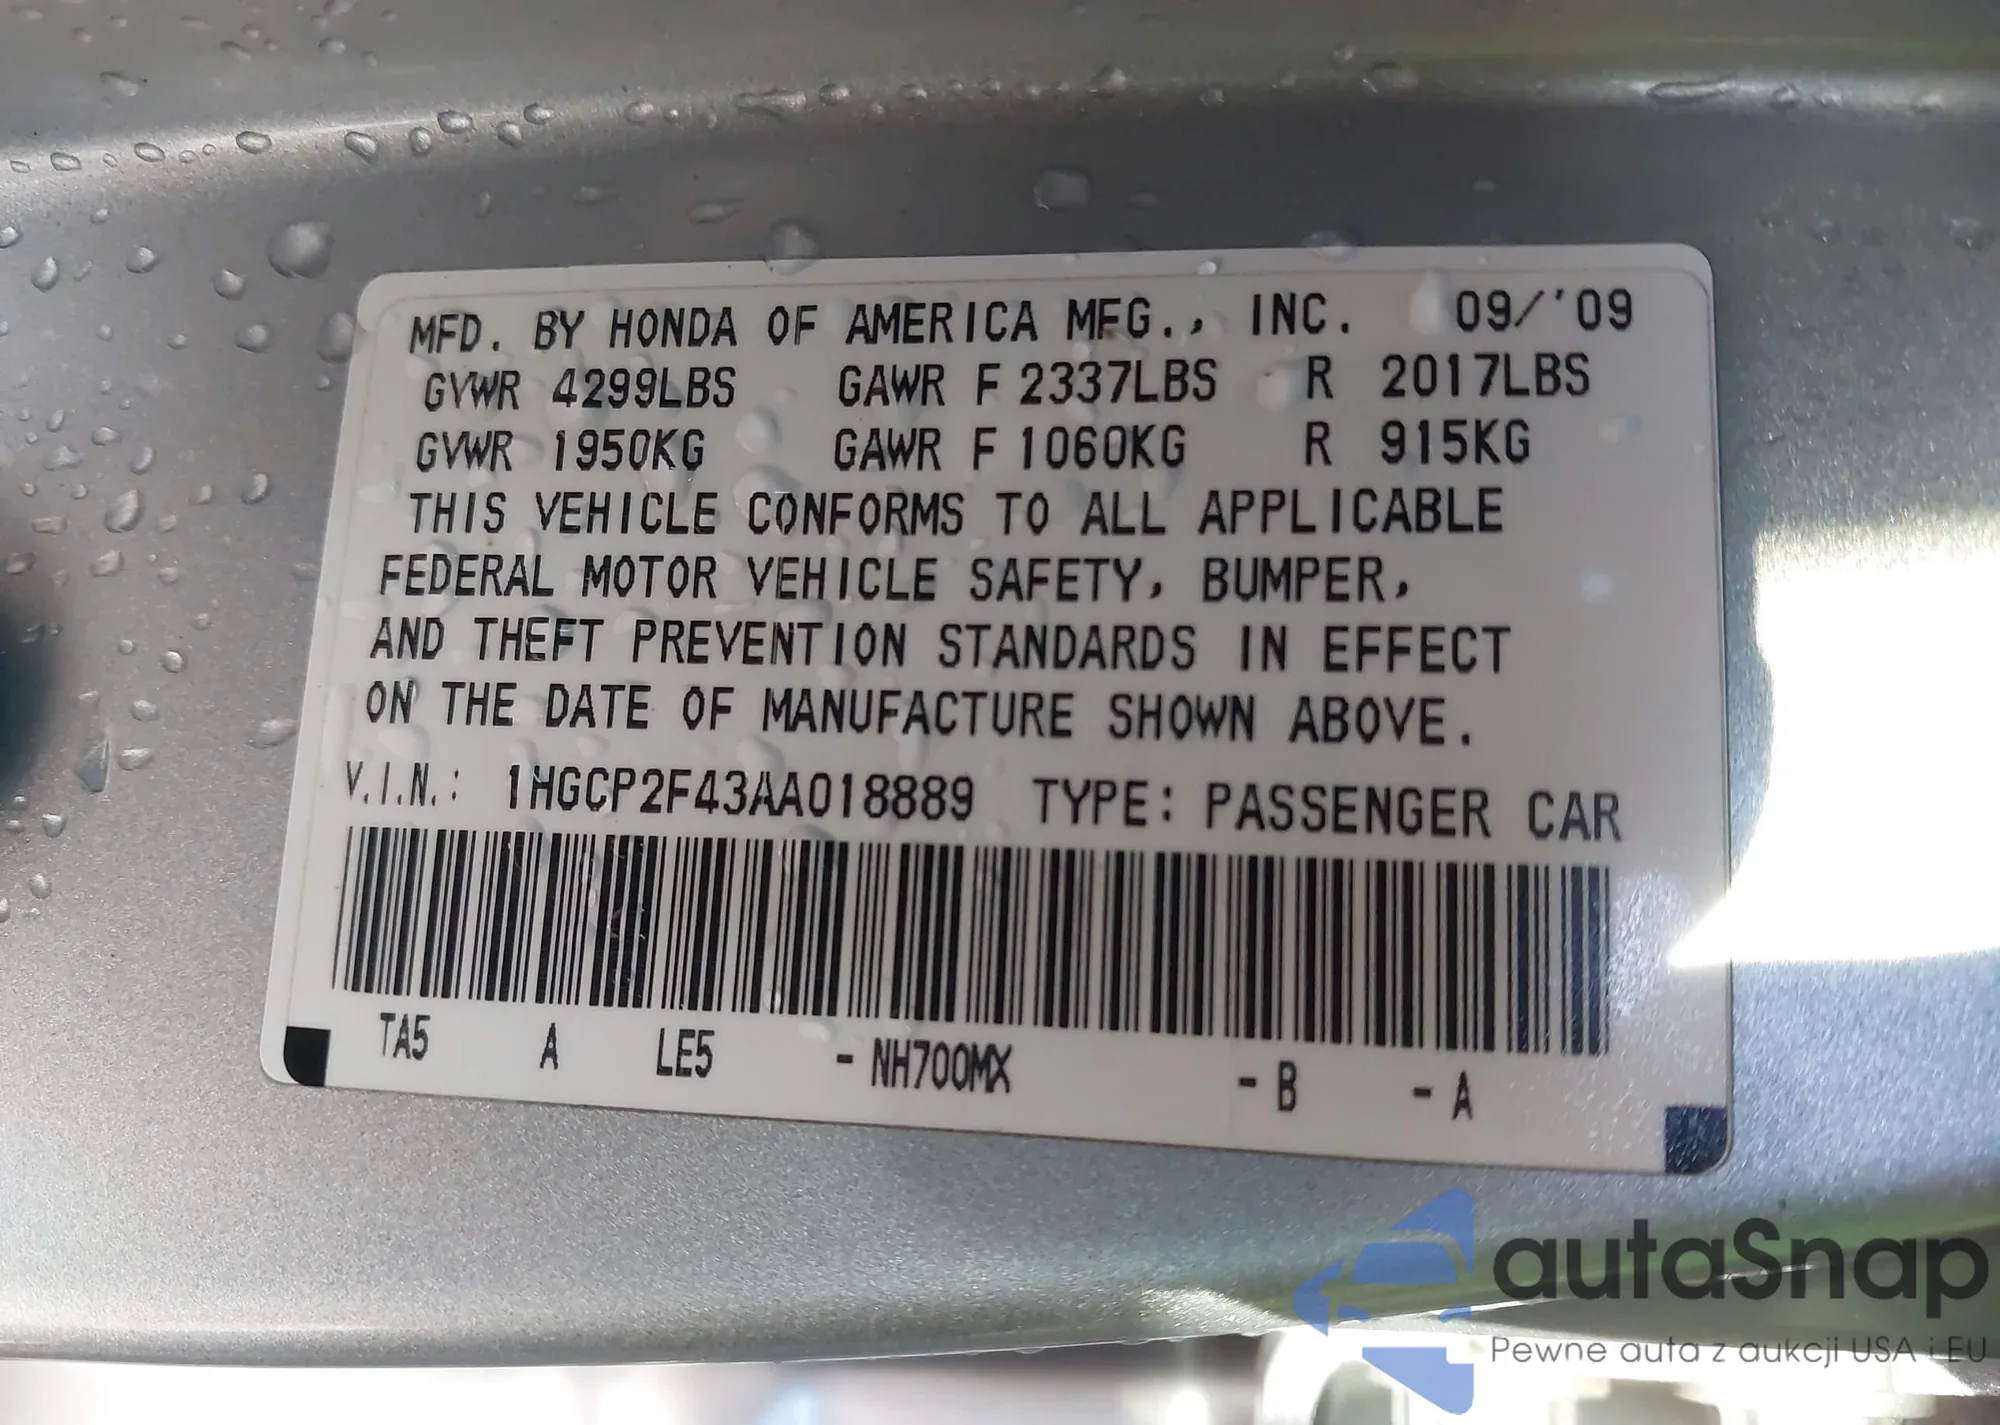 MFD. BY HONDA OF AMERICA MFG., INC. 09/'09
GVWR 4299LBS GAWR F 2337LBS R 2017LBS
GVWR 1950KG GAWR F 1060KG R 915KG
THIS VEHICLE CONFORMS TO ALL APPLICABLE
FEDERAL MOTOR VEHICLE SAFETY, BUMPER,
AND THEFT PREVENTION STANDARDS IN EFFECT
ON THE DATE OF MANUFACTURE SHOWN ABOVE.
V.I.N.: 1HGCP2F43AA018889 TYPE: PASSENGER CAR
TA5 A LE5 - NH700MX - B - A
autaSnap
Pewne auta z aukcji USA i EU